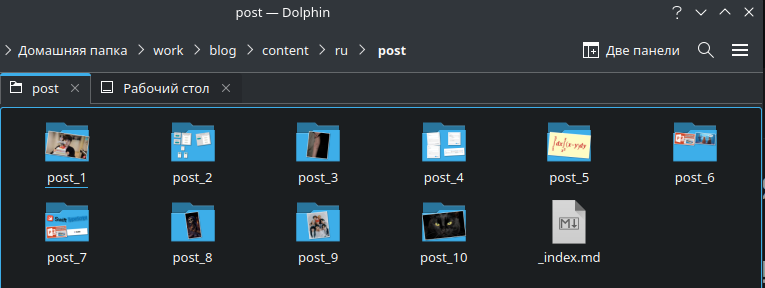 post — Dolphin
Домашняя папка work blog content ru post
Две панели
post Рабочий стол
post_1 post_2 post_3 post_4 post_5 post_6
post_7 post_8 post_9 post_10 _index.md